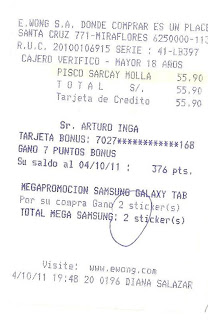 E.WONG S.A. DONDE COMPRAR ES UN PLACE
SANTA CRUZ 771-MIRAFLORES 6250000-113
R.U.C. 20100106915 SERIE : 41-LB397
CAJERO VERIFICO - MAYOR 18 AÑOS
PISCO SARCAY MOLLA 55.90
T O T A L S/. 55.90
Tarjeta de Credito 55.90
Sr. ARTURO INGA
TARJETA BONUS: 7027************168
GANO 7 PUNTOS BONUS
Su saldo al 04/10/11 : 376 pts.
MEGAPROMOCION SAMSUNG GALAXY TAB
Por su compra Gano 2 sticker(s)
TOTAL MEGA SAMSUNG: 2 sticker(s)
Visite: www.ewong.com
4/10/11 19:48 20 0196 DIANA SALAZAR